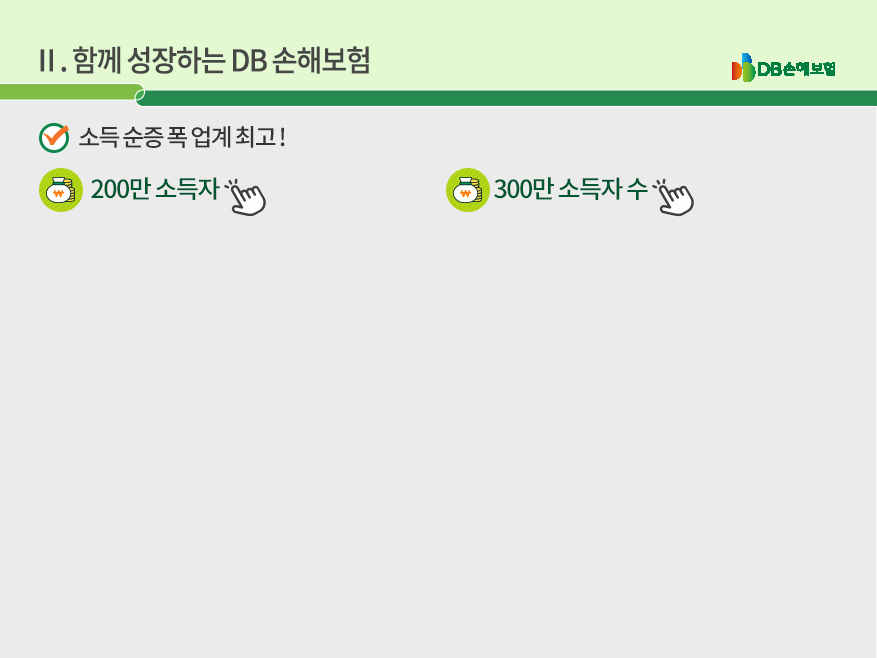 II . 함께 성장하는 DB 손해보험
DB손해보험
소득 순증 폭 업계 최고 !
200만 소득자
300만 소득자 수